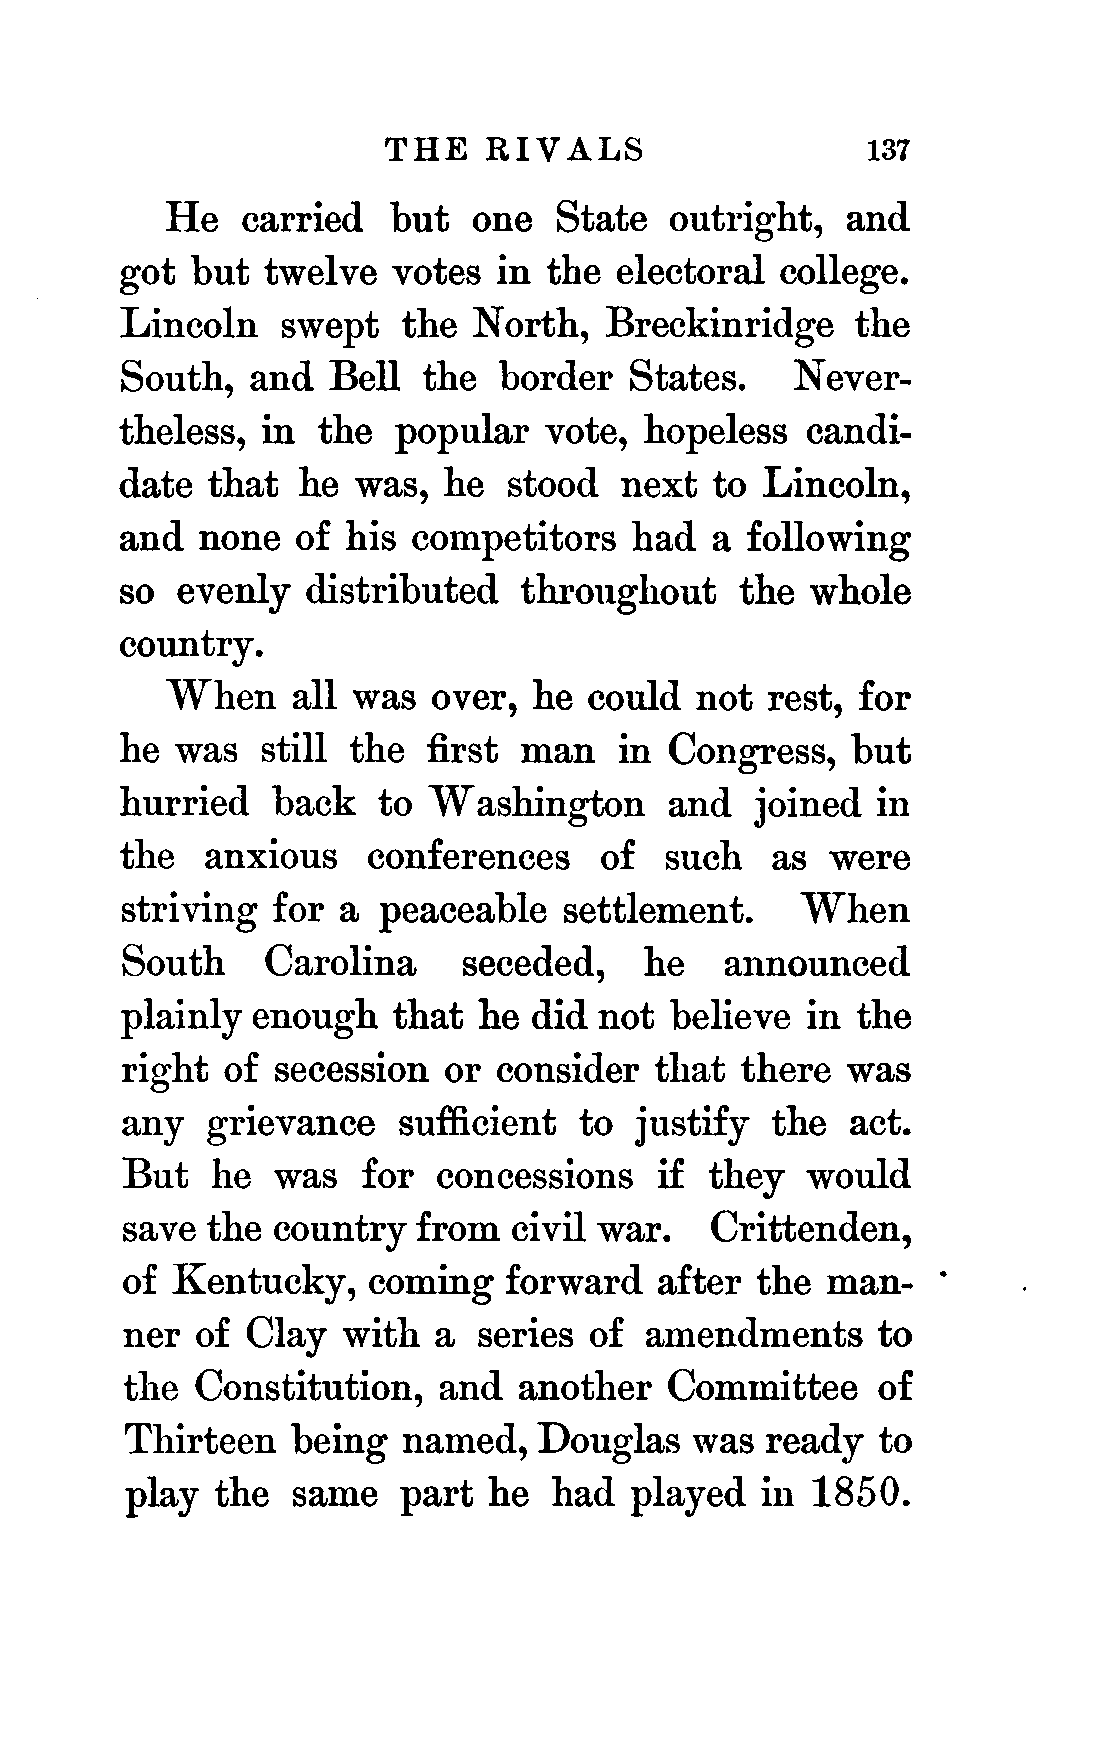 THE RIVALS 137
He carried but one State outright, and
got but twelve votes in the electoral college.
Lincoln swept the North, Breckinridge the
South, and Bell the border States. Never-
theless, in the popular vote, hopeless candi-
date that he was, he stood next to Lincoln,
and none of his competitors had a following
so evenly distributed throughout the whole
country.
When all was over, he could not rest, for
he was still the first man in Congress, but
hurried back to Washington and joined in
the anxious conferences of such as were
striving for a peaceable settlement. When
South Carolina seceded, he announced
plainly enough that he did not believe in the
right of secession or consider that there was
any grievance sufficient to justify the act.
But he was for concessions if they would
save the country from civil war. Crittenden,
of Kentucky, coming forward after the man-
ner of Clay with a series of amendments to
the Constitution, and another Committee of
Thirteen being named, Douglas was ready to
play the same part he had played in 1850.